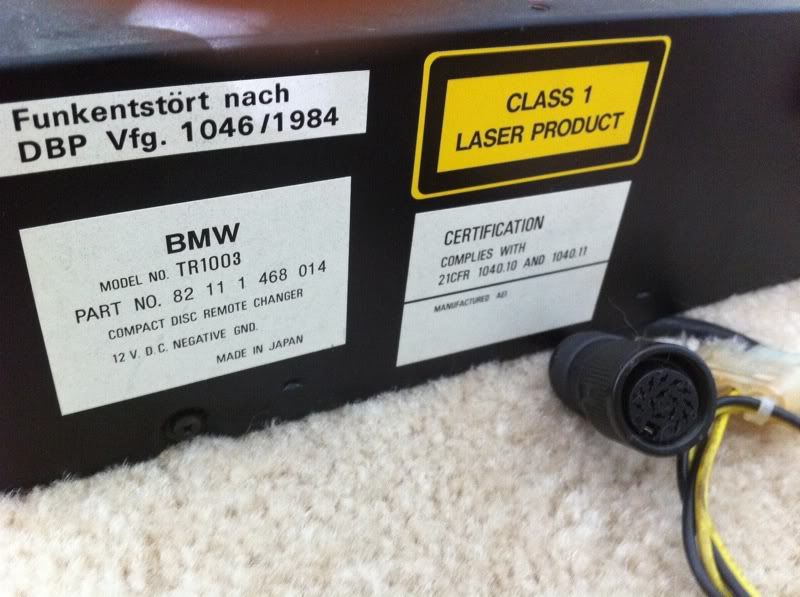 Funkentstört nach
DBP Vfg. 1046/1984
BMW
MODEL NO. TR1003
PART NO. 82 11 1 468 014
COMPACT DISC REMOTE CHANGER
12 V. D.C. NEGATIVE GND.
MADE IN JAPAN
CLASS 1
LASER PRODUCT
CERTIFICATION
COMPLIES WITH
21CFR 1040.10 AND 1040.11
MANUFACTURED